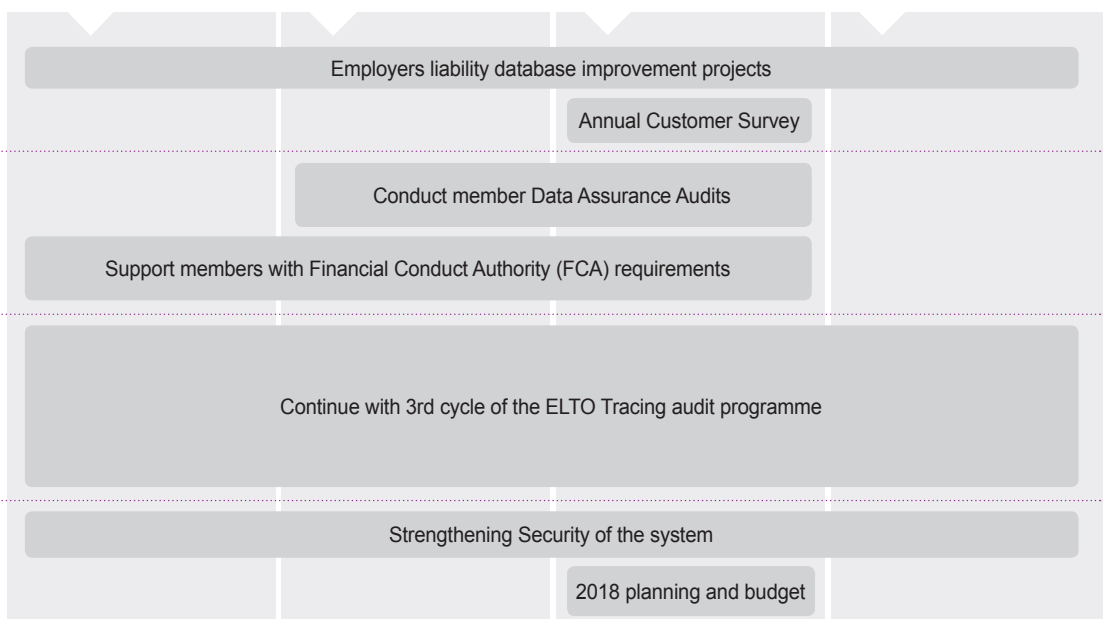 Employers liability database improvement projects
Annual Customer Survey
Conduct member Data Assurance Audits
Support members with Financial Conduct Authority (FCA) requirements
Continue with 3rd cycle of the ELTO Tracing audit programme
Strengthening Security of the system
2018 planning and budget